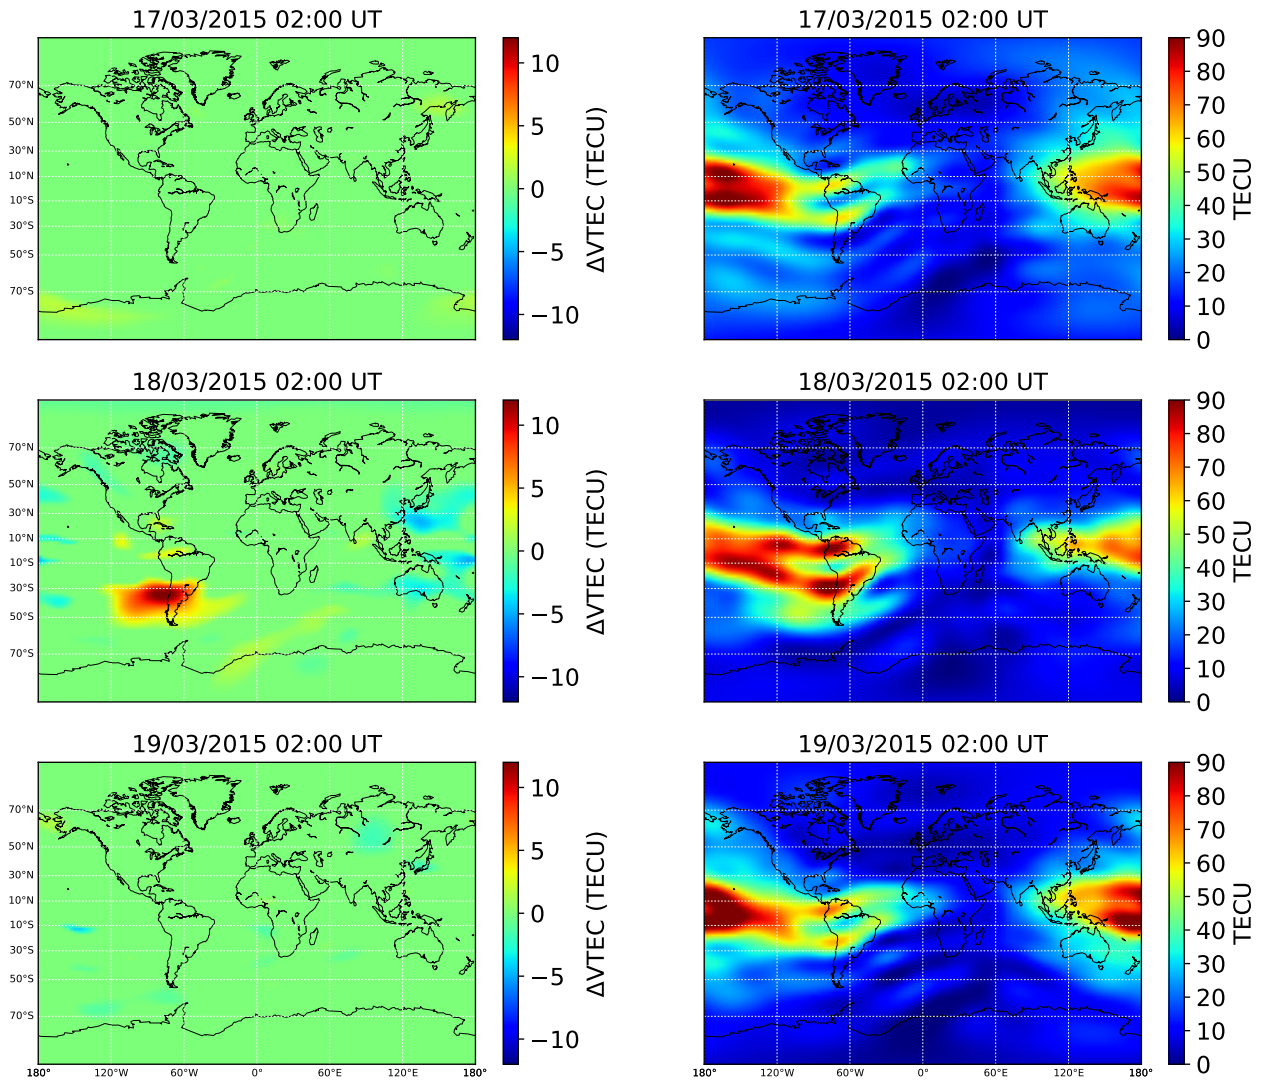 17/03/2015 02:00 UT
70°N
50°N
30°N
10°N
10°S
30°S
50°S
70°S
10
5
0
−5
−10
ΔVTEC (TECU)
17/03/2015 02:00 UT
90
80
70
60
50
40
30
20
10
0
TECU
18/03/2015 02:00 UT
70°N
50°N
30°N
10°N
10°S
30°S
50°S
70°S
10
5
0
−5
−10
ΔVTEC (TECU)
18/03/2015 02:00 UT
90
80
70
60
50
40
30
20
10
0
TECU
19/03/2015 02:00 UT
70°N
50°N
30°N
10°N
10°S
30°S
50°S
70°S
180° 120°W 60°W 0° 60°E 120°E 180°
10
5
0
−5
−10
ΔVTEC (TECU)
19/03/2015 02:00 UT
180° 120°W 60°W 0° 60°E 120°E 180°
90
80
70
60
50
40
30
20
10
0
TECU